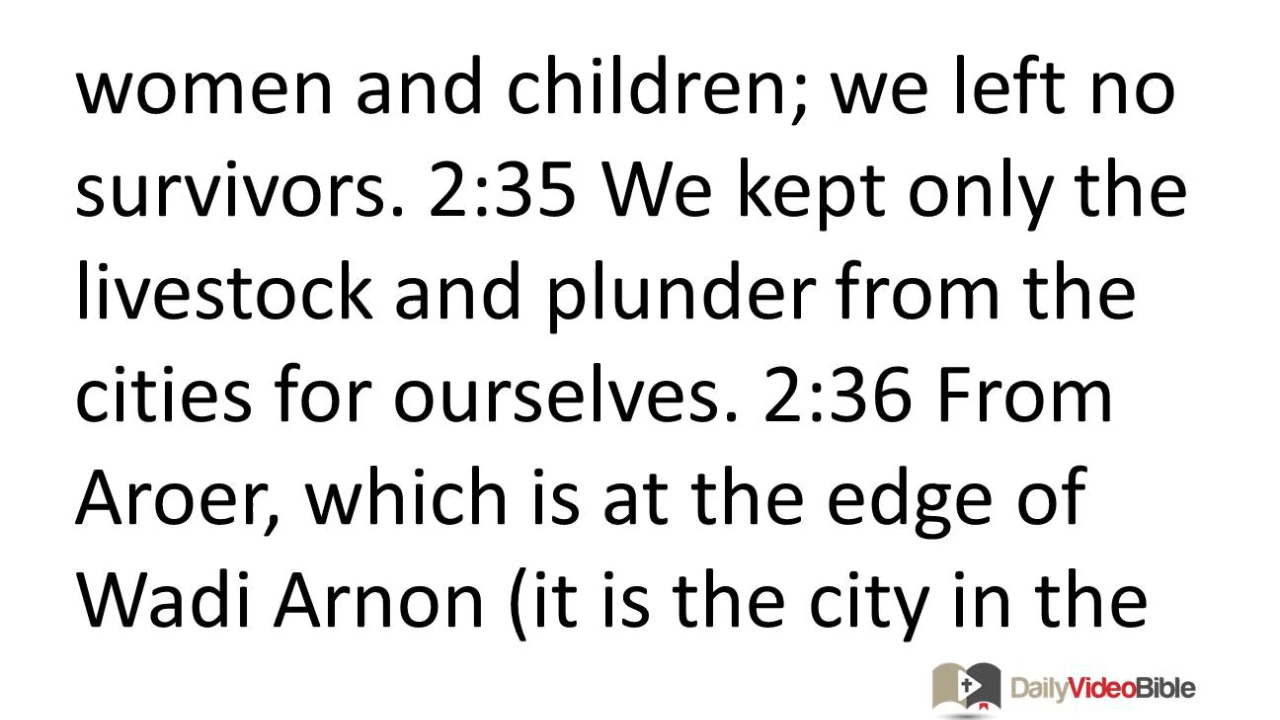 women and children; we left no
survivors. 2:35 We kept only the
livestock and plunder from the
cities for ourselves. 2:36 From
Aroer, which is at the edge of
Wadi Arnon (it is the city in the
DailyVideoBible